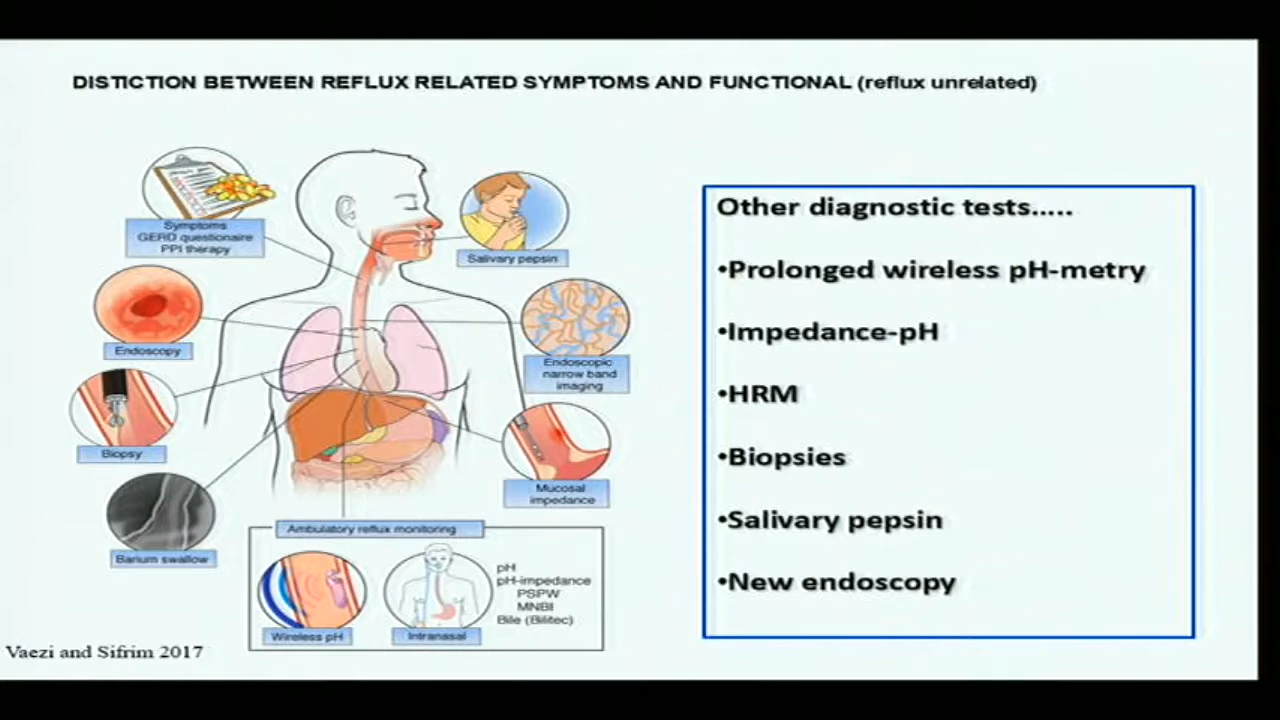 DISTICTION BETWEEN REFLUX RELATED SYMPTOMS AND FUNCTIONAL (reflux unrelated)
Symptoms
GERD questionaire
PPI therapy
Salivary pepsin
Endoscopy
Endoscopic
narrow band
imaging
Biopsy
Mucosal
impedance
Barium swallow
Ambulatory reflux monitoring
Wireless pH
Intranasal
pH
pH-impedance
PSPW
MNBI
Bile (Bilitec)
Vaezi and Sifrim 2017
Other diagnostic tests.....
•Prolonged wireless pH-metry
•Impedance-pH
•HRM
•Biopsies
•Salivary pepsin
•New endoscopy